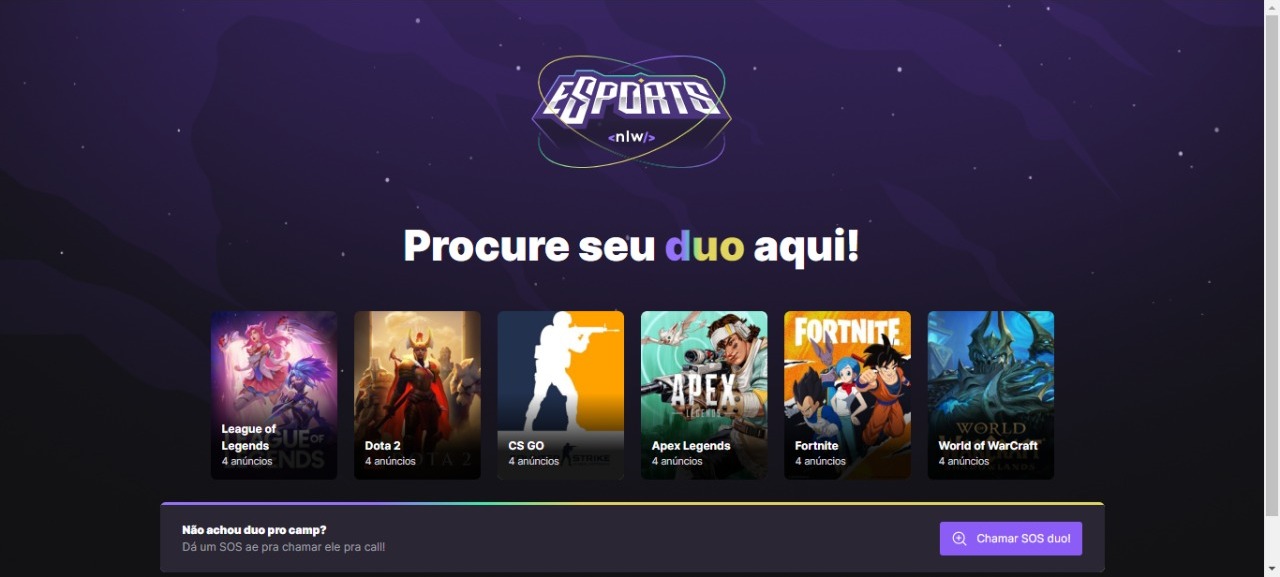 ESPORTS
<nlw/>
Procure seu duo aqui!
League of
Legends
4 anúncios
Dota 2
4 anúncios
CS GO
4 anúncios
STRIKE
APEX
LEGENDS
Apex Legends
4 anúncios
FORTNITE
Fortnite
4 anúncios
WORLD
World of WarCraft
4 anúncios
Não achou duo pro camp?
Dá um SOS ae pra chamar ele pra call!
Chamar SOS duo!